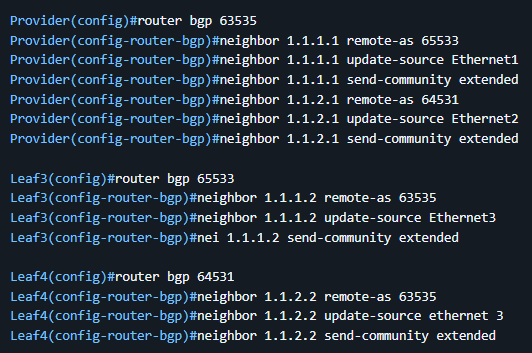 Provider(config)#router bgp 63535
Provider(config-router-bgp)#neighbor 1.1.1.1 remote-as 65533
Provider(config-router-bgp)#neighbor 1.1.1.1 update-source Ethernet1
Provider(config-router-bgp)#neighbor 1.1.1.1 send-community extended
Provider(config-router-bgp)#neighbor 1.1.2.1 remote-as 64531
Provider(config-router-bgp)#neighbor 1.1.2.1 update-source Ethernet2
Provider(config-router-bgp)#neighbor 1.1.2.1 send-community extended
Leaf3(config)#router bgp 65533
Leaf3(config-router-bgp)#neighbor 1.1.1.2 remote-as 63535
Leaf3(config-router-bgp)#neighbor 1.1.1.2 update-source Ethernet3
Leaf3(config-router-bgp)#nei 1.1.1.2 send-community extended
Leaf4(config)#router bgp 64531
Leaf4(config-router-bgp)#neighbor 1.1.2.2 remote-as 63535
Leaf4(config-router-bgp)#neighbor 1.1.2.2 update-source ethernet 3
Leaf4(config-router-bgp)#neighbor 1.1.2.2 send-community extended